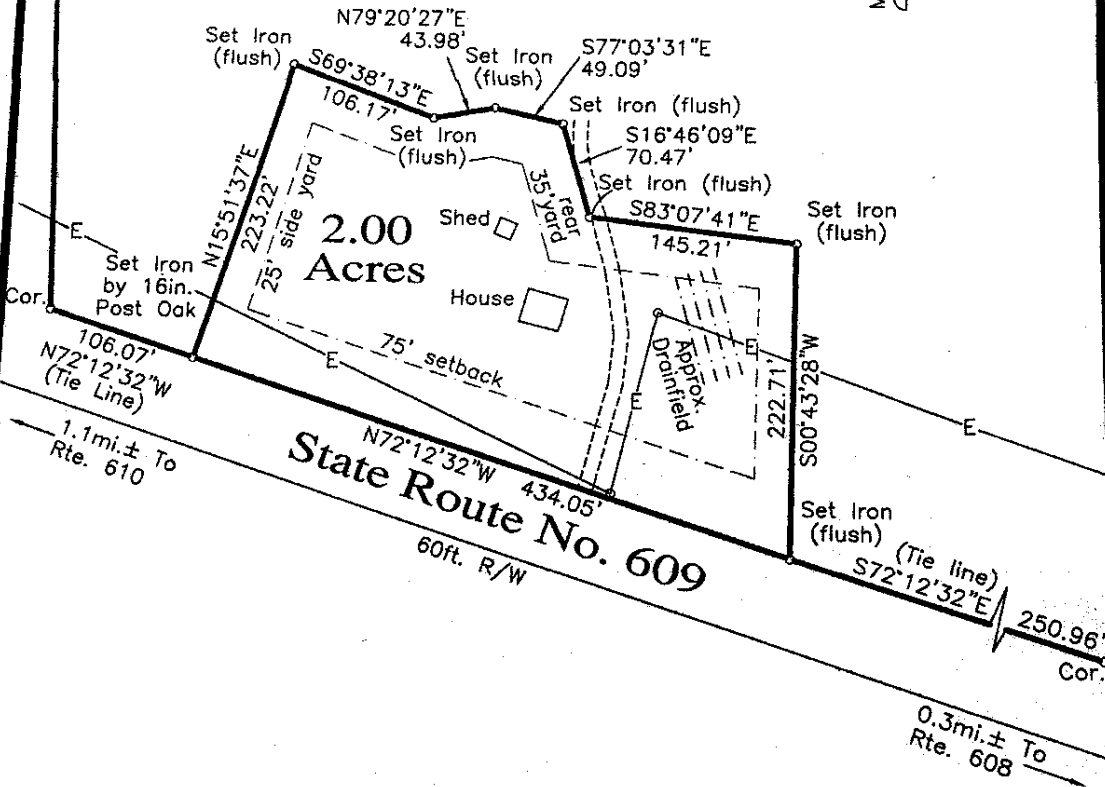 N79°20'27"E
43.98'
Set Iron
(flush)
S69°38'13"E
106.17'
Set Iron
(flush)
S77°03'31"E
49.09'
Set Iron (flush)
Set Iron
(flush)
S16°46'09"E
70.47'
Set Iron (flush)
S83°07'41"E
145.21'
Set Iron
(flush)
N15°51'37"E
223.22'
25' side yard
2.00
Acres
Shed
35' yard
rear
House
E
Set Iron
by 16in.
Post Oak
Cor.
106.07'
N72°12'32"W
(Tie Line)
E
75' setback
E
Approx.
Drainfield
E
222.71'
S00°43'28"W
E
1.1mi.± To
Rte. 610
N72°12'32"W
434.05'
State Route No. 609
60ft. R/W
Set Iron
(flush)
(Tie line)
S72°12'32"E
250.96'
Cor.
0.3mi.± To
Rte. 608